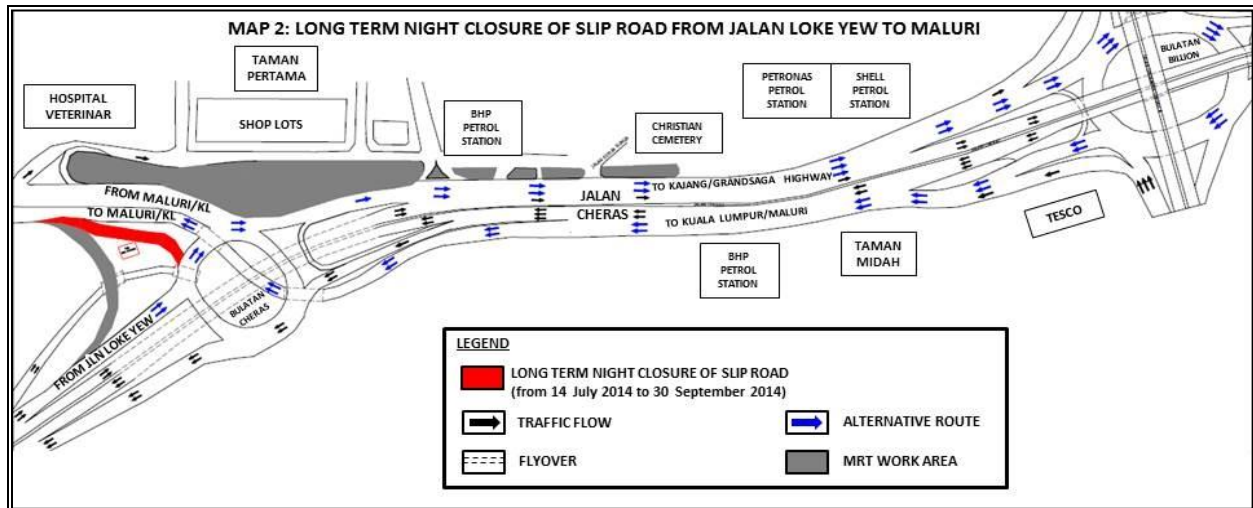 MAP 2: LONG TERM NIGHT CLOSURE OF SLIP ROAD FROM JALAN LOKE YEW TO MALURI
TAMAN
PERTAMA
HOSPITAL
VETERINAR
SHOP LOTS
BHP
PETROL
STATION
CHRISTIAN
CEMETERY
PETRONAS
PETROL
STATION
SHELL
PETROL
STATION
BULATAN
BILLION
FROM MALURI/KL
TO MALURI/KL
JALAN
CHERAS
TO KAJANG/GRANDSAGA HIGHWAY
TO KUALA LUMPUR/MALURI
TESCO
BHP
PETROL
STATION
TAMAN
MIDAH
BULATAN
CHERAS
FROM JLN LOKE YEW
LEGEND
LONG TERM NIGHT CLOSURE OF SLIP ROAD
(from 14 July 2014 to 30 September 2014)
TRAFFIC FLOW
ALTERNATIVE ROUTE
FLYOVER
MRT WORK AREA